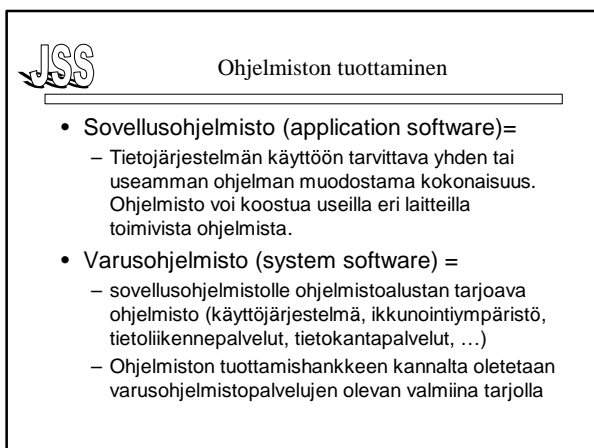 JSS
Ohjelmiston tuottaminen
• Sovellusohjelmisto (application software)=
– Tietojärjestelmän käyttöön tarvittava yhden tai
useamman ohjelman muodostama kokonaisuus.
Ohjelmisto voi koostua useilla eri laitteilla
toimivista ohjelmista.
• Varusohjelmisto (system software) =
– sovellusohjelmistolle ohjelmistoalustan tarjoava
ohjelmisto (käyttöjärjestelmä, ikkunointiympäristö,
tietoliikennepalvelut, tietokantapalvelut, …)
– Ohjelmiston tuottamishankkeen kannalta oletetaan
varusohjelmistopalvelujen olevan valmiina tarjolla